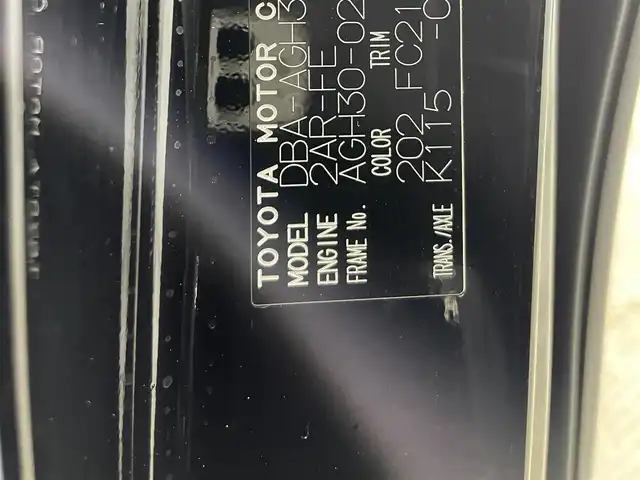 TOYOTA MOTOR C
MODEL DBA-AGH3
ENGINE 2AR-FE
FRAME No. AGH30-02
COLOR TRIM
202 FC21
TRANS./AXLE K115 -0